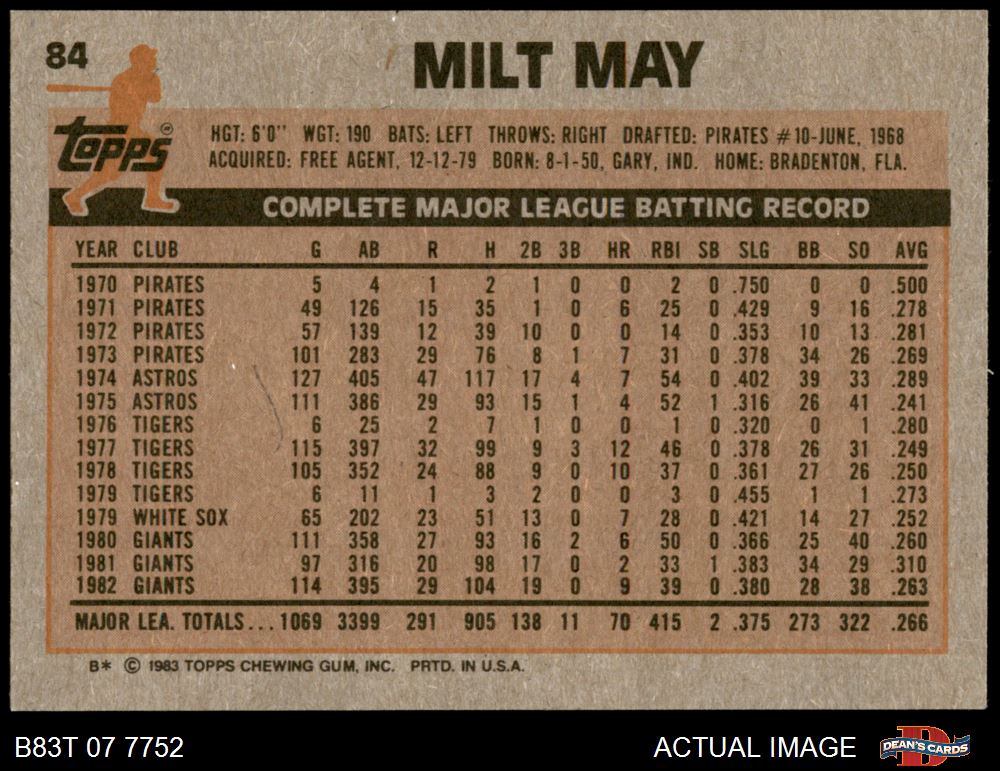 84
MILT MAY
topps
HGT: 6'0" WGT: 190 BATS: LEFT THROWS: RIGHT DRAFTED: PIRATES #10-JUNE, 1968
ACQUIRED: FREE AGENT, 12-12-79 BORN: 8-1-50, GARY, IND. HOME: BRADENTON, FLA.
COMPLETE MAJOR LEAGUE BATTING RECORD
YEAR CLUB G AB R H 2B 3B HR RBI SB SLG BB SO AVG
1970 PIRATES 5 4 1 2 1 0 0 2 0 .750 0 0 .500
1971 PIRATES 49 126 15 35 1 0 6 25 0 .429 9 16 .278
1972 PIRATES 57 139 12 39 10 0 0 14 0 .353 10 13 .281
1973 PIRATES 101 283 29 76 8 1 7 31 0 .378 34 26 .269
1974 ASTROS 127 405 47 117 17 4 7 54 0 .402 39 33 .289
1975 ASTROS 111 386 29 93 15 1 4 52 1 .316 26 41 .241
1976 TIGERS 6 25 2 7 1 0 0 1 0 .320 0 1 .280
1977 TIGERS 115 397 32 99 9 3 12 46 0 .378 26 31 .249
1978 TIGERS 105 352 24 88 9 0 10 37 0 .361 27 26 .250
1979 TIGERS 6 11 1 3 2 0 0 3 0 .455 1 1 .273
1979 WHITE SOX 65 202 23 51 13 0 7 28 0 .421 14 27 .252
1980 GIANTS 111 358 27 93 16 2 6 50 0 .366 25 40 .260
1981 GIANTS 97 316 20 98 17 0 2 33 1 .383 34 29 .310
1982 GIANTS 114 395 29 104 19 0 9 39 0 .380 28 38 .263
MAJOR LEA. TOTALS...1069 3399 291 905 138 11 70 415 2 .375 273 322 .266
B* © 1983 TOPPS CHEWING GUM, INC. PRTD. IN U.S.A.
B83T 07 7752
ACTUAL IMAGE
DEAN'S CARDS